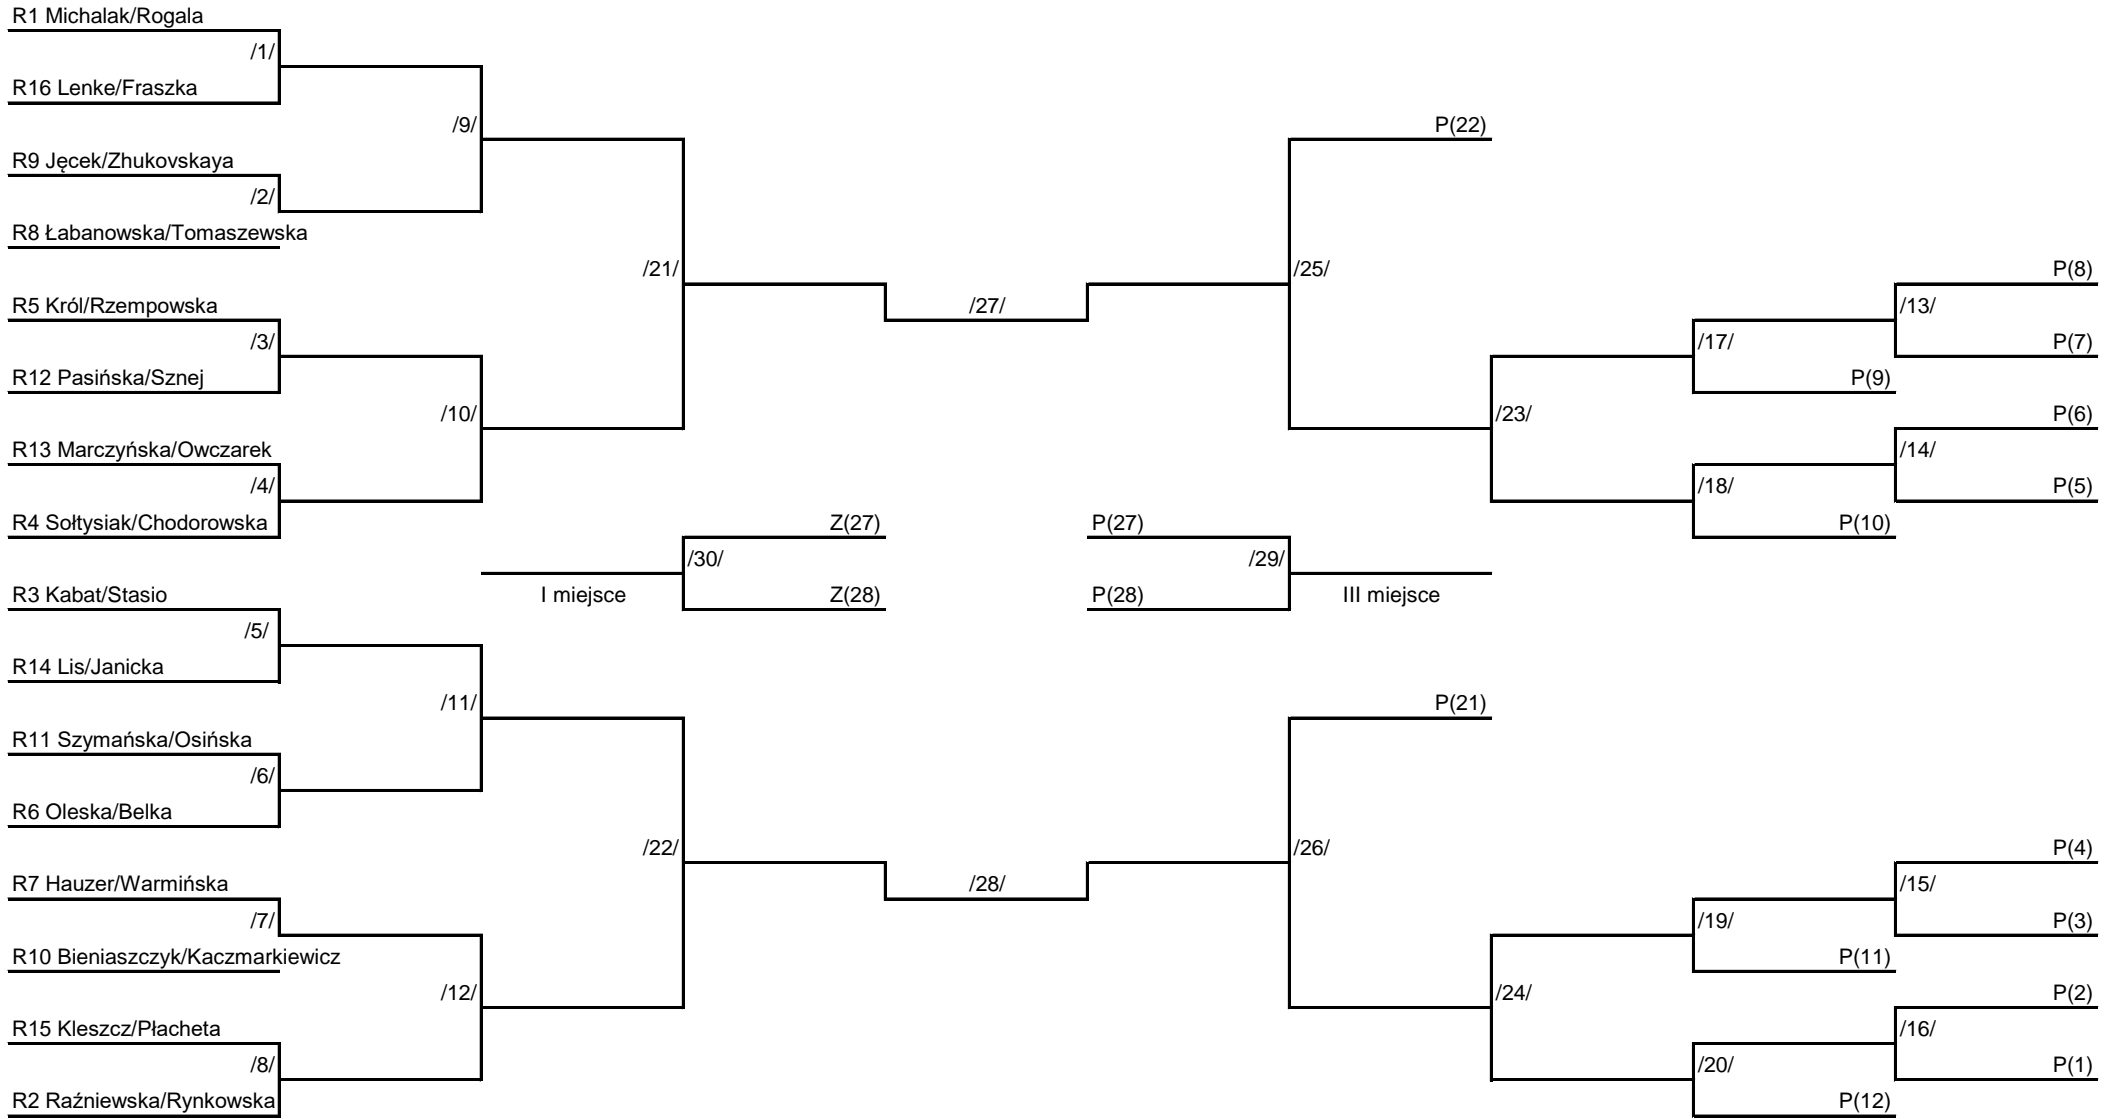 R1 Michalak/Rogala
/1/
R16 Lenke/Fraszka
/9/
P(22)
R9 Jęcek/Zhukovskaya
/2/
R8 Łabanowska/Tomaszewska
/21/
/25/
P(8)
R5 Król/Rzempowska
/27/
/13/
/3/
/17/
P(7)
R12 Pasińska/Sznej
P(9)
/10/
/23/
P(6)
R13 Marczyńska/Owczarek
/14/
/4/
/18/
P(5)
R4 Sołtysiak/Chodorowska
Z(27)
P(27)
P(10)
/30/
/29/
R3 Kabat/Stasio
I miejsce
Z(28)
P(28)
III miejsce
/5/
R14 Lis/Janicka
/11/
P(21)
R11 Szymańska/Osińska
/6/
R6 Oleska/Belka
/22/
/26/
P(4)
R7 Hauzer/Warmińska
/28/
/15/
/7/
/19/
P(3)
R10 Bieniaszczyk/Kaczmarkiewicz
P(11)
/12/
/24/
P(2)
R15 Kleszcz/Płacheta
/16/
/8/
/20/
P(1)
R2 Raźniewska/Rynkowska
P(12)